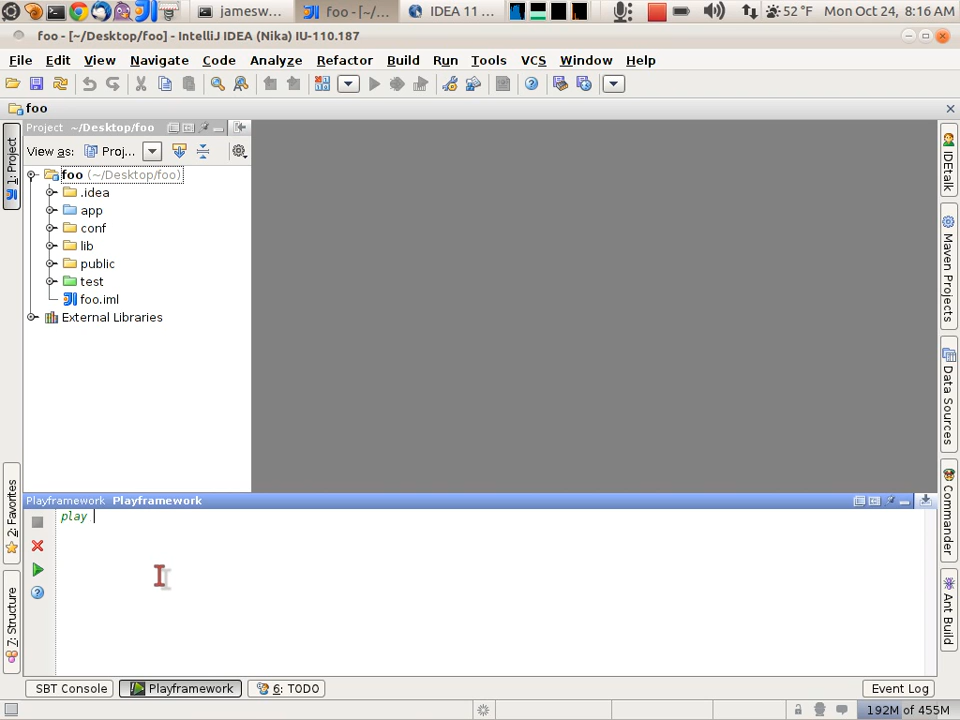 jamesw...
foo - [~/...
IDEA 11 ...
52 °F
Mon Oct 24, 8:16 AM
foo - [~/Desktop/foo] - IntelliJ IDEA (Nika) IU-110.187
File Edit View Navigate Code Analyze Refactor Build Run Tools VCS Window Help
foo
Project ~/Desktop/foo
View as: Proj...
foo (~/Desktop/foo)
.idea
app
conf
lib
public
test
foo.iml
External Libraries
1: Project
2: Favorites
7: Structure
IDEtalk
Maven Projects
Data Sources
Commander
Ant Build
Playframework Playframework
play
SBT Console Playframework 6: TODO Event Log
192M of 455M